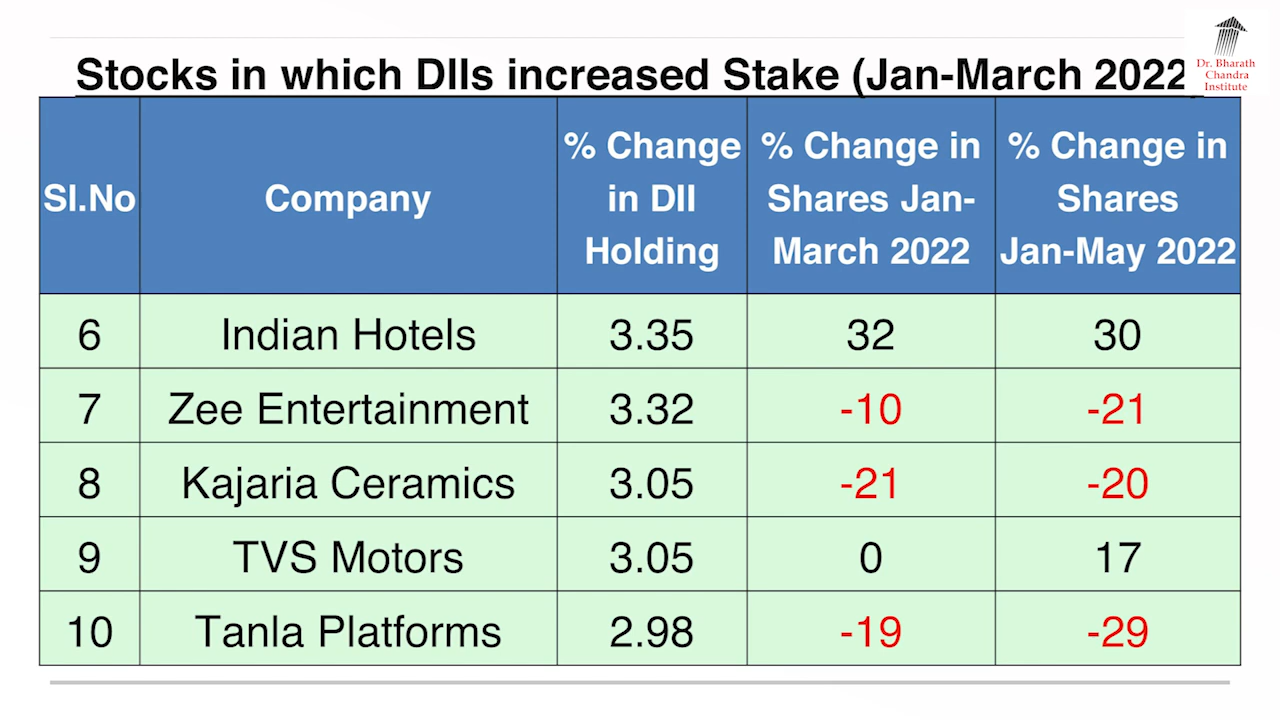 Stocks in which DIIs increased Stake (Jan-March 2022)
Dr. Bharath
Chandra
Institute
Sl.No
Company
% Change
in DII
Holding
% Change in
Shares Jan-
March 2022
% Change in
Shares
Jan-May 2022
6 Indian Hotels 3.35 32 30
7 Zee Entertainment 3.32 -10 -21
8 Kajaria Ceramics 3.05 -21 -20
9 TVS Motors 3.05 0 17
10 Tanla Platforms 2.98 -19 -29